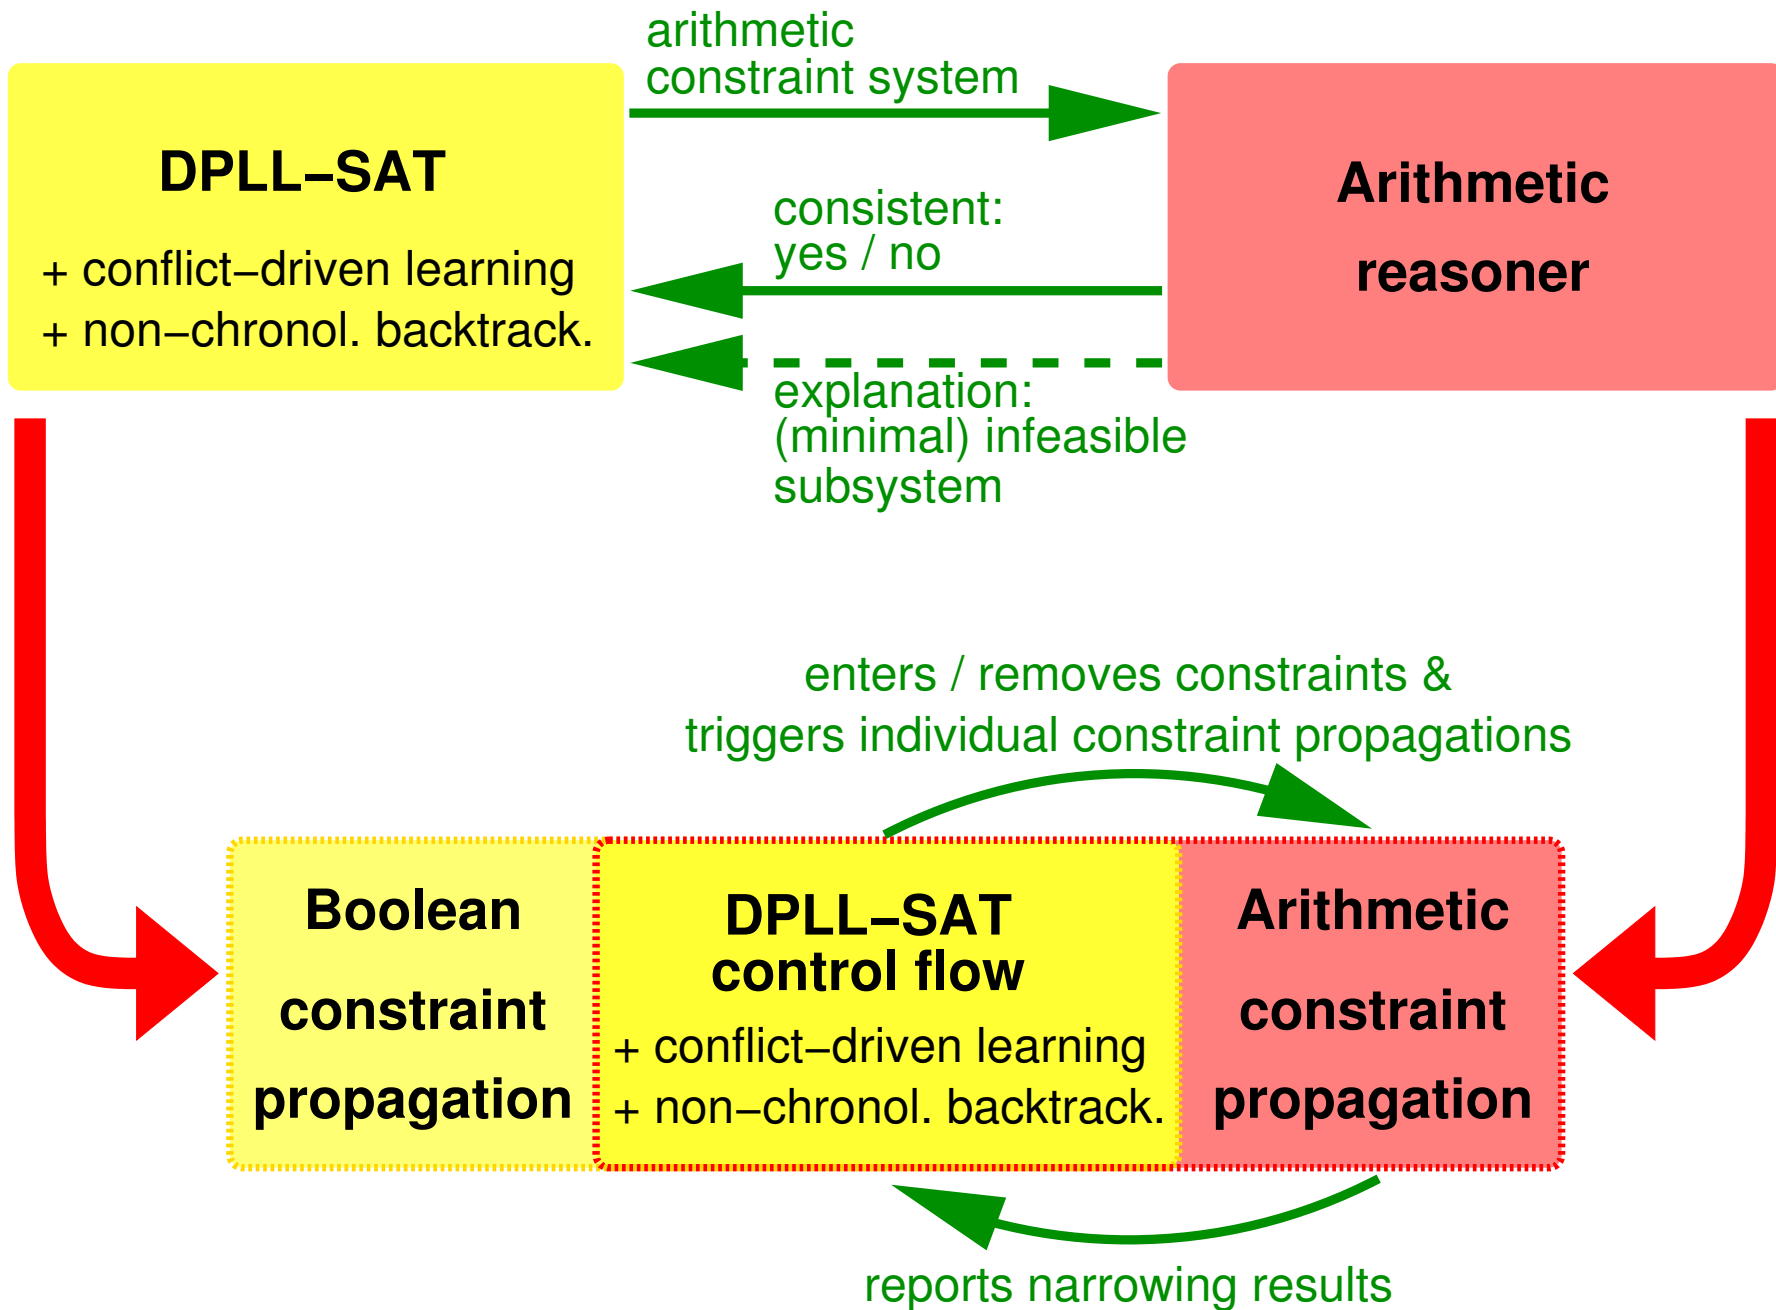 arithmetic
constraint system
DPLL–SAT
+ conflict–driven learning
+ non–chronol. backtrack.
consistent:
yes / no
explanation:
(minimal) infeasible
subsystem
Arithmetic
reasoner
enters / removes constraints &
triggers individual constraint propagations
Boolean
constraint
propagation
DPLL–SAT
control flow
+ conflict–driven learning
+ non–chronol. backtrack.
Arithmetic
constraint
propagation
reports narrowing results